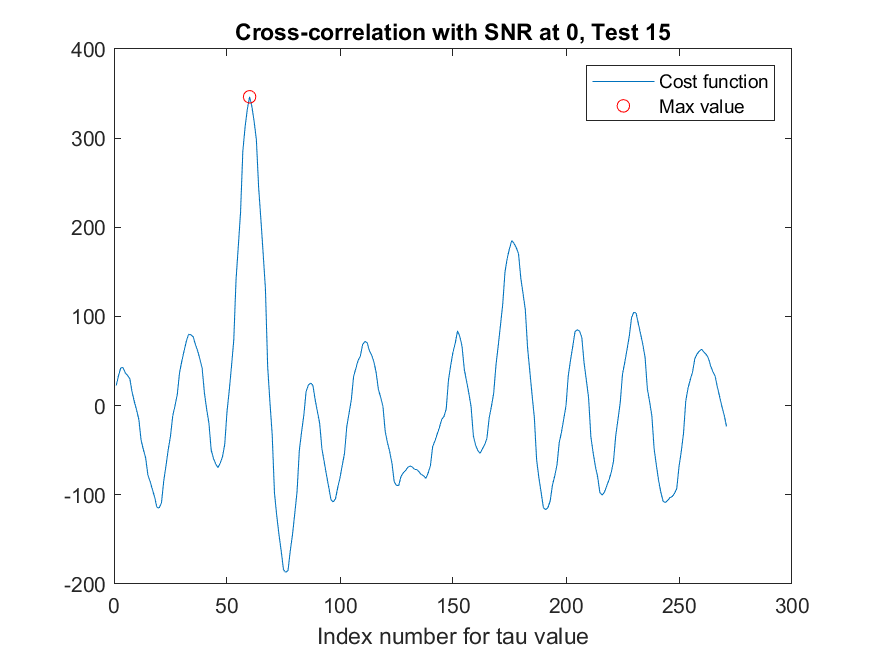 Cross-correlation with SNR at 0, Test 15
400
300
200
100
0
-100
-200
0 50 100 150 200 250 300
Index number for tau value
Cost function
Max value